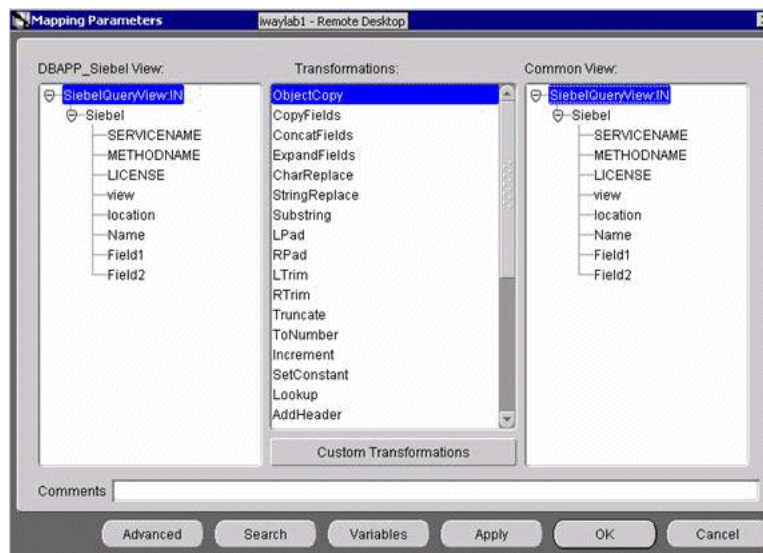 Mapping Parameters
iwaylab1 - Remote Desktop
DBAPP_Siebel View:
SiebelQueryView:IN
Siebel
SERVICENAME
METHODNAME
LICENSE
view
location
Name
Field1
Field2
Transformations:
ObjectCopy
CopyFields
ConcatFields
ExpandFields
CharReplace
StringReplace
Substring
LPad
RPad
LTrim
RTrim
Truncate
ToNumber
Increment
SetConstant
Lookup
AddHeader
Custom Transformations
Common View:
SiebelQueryView:IN
Siebel
SERVICENAME
METHODNAME
LICENSE
view
location
Name
Field1
Field2
Comments
Advanced
Search
Variables
Apply
OK
Cancel